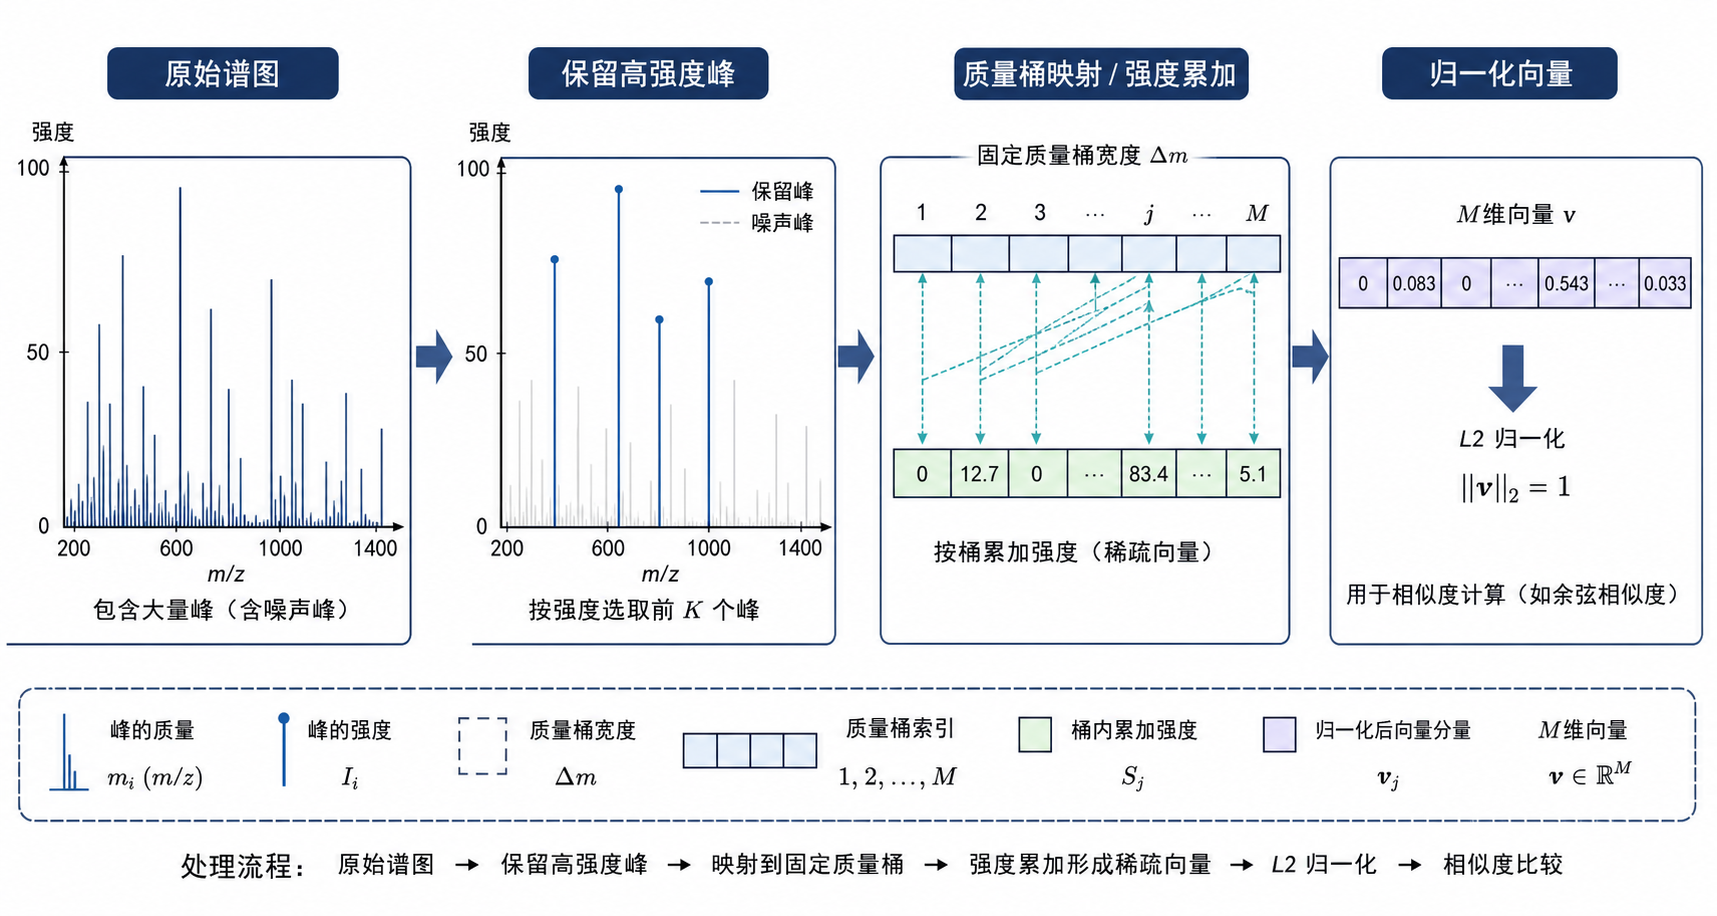 原始谱图
保留高强度峰
质量桶映射 / 强度累加
归一化向量
强度
100
50
0
200 600 1000 1400
m/z
包含大量峰（含噪声峰）
强度
100
50
0
保留峰
噪声峰
200 600 1000 1400
m/z
按强度选取前 K 个峰
固定质量桶宽度 Δm
1 2 3 ··· j ··· M
0 12.7 0 ··· 83.4 ··· 5.1
按桶累加强度（稀疏向量）
M维向量 v
0 0.083 0 ··· 0.543 ··· 0.033
L2 归一化
||v||₂ = 1
用于相似度计算（如余弦相似度）
峰的质量
mᵢ (m/z)
峰的强度
Iᵢ
质量桶宽度
Δm
质量桶索引
1, 2, ..., M
桶内累加强度
Sⱼ
归一化后向量分量
vⱼ
M维向量
v ∈ ℝᴹ
处理流程： 原始谱图 → 保留高强度峰 → 映射到固定质量桶 → 强度累加形成稀疏向量 → L2 归一化 → 相似度比较